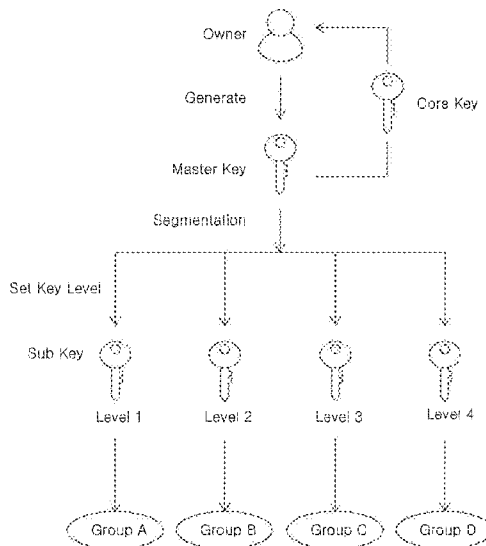 Owner
Generate
Core Key
Master Key
Segmentation
Set Key Level
Sub Key
Level 1 Level 2 Level 3 Level 4
Group A Group B Group C Group D